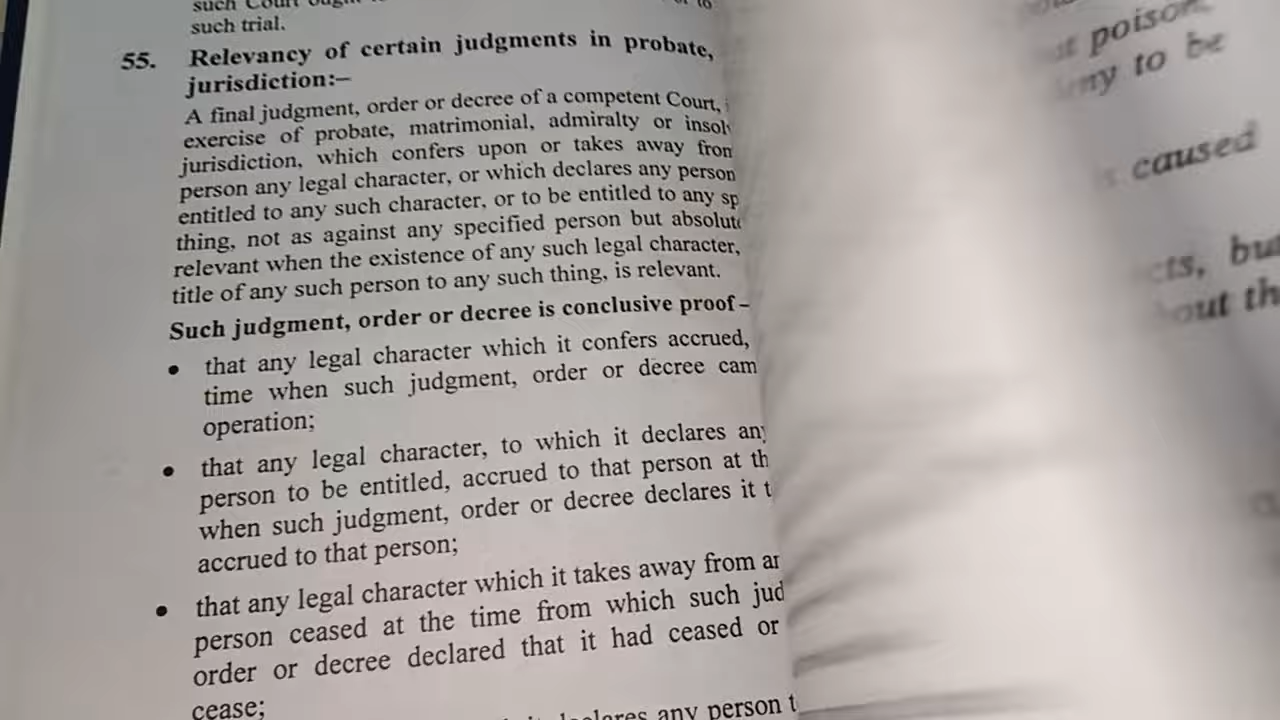 such Court
such trial.
55. Relevancy of certain judgments in probate,
jurisdiction:–
A final judgment, order or decree of a competent Court,
exercise of probate, matrimonial, admiralty or
jurisdiction, which confers upon or takes away
person any legal character, or which declares any person
entitled to any such character, or to be entitled to any
thing, not as against any specified person but
relevant when the existence of any such legal character,
title of any such person to any such thing, is relevant.
Such judgment, order or decree is conclusive proof –
• that any legal character which it confers accrued,
time when such judgment, order or decree cam
operation;
• that any legal character, to which it declares
person to be entitled, accrued to that person at
when such judgment, order or decree declares it
accrued to that person;
• that any legal character which it takes away from
person ceased at the time from which such jud
order or decree declared that it had ceased or
cease;
any person
poison,
to be
caused